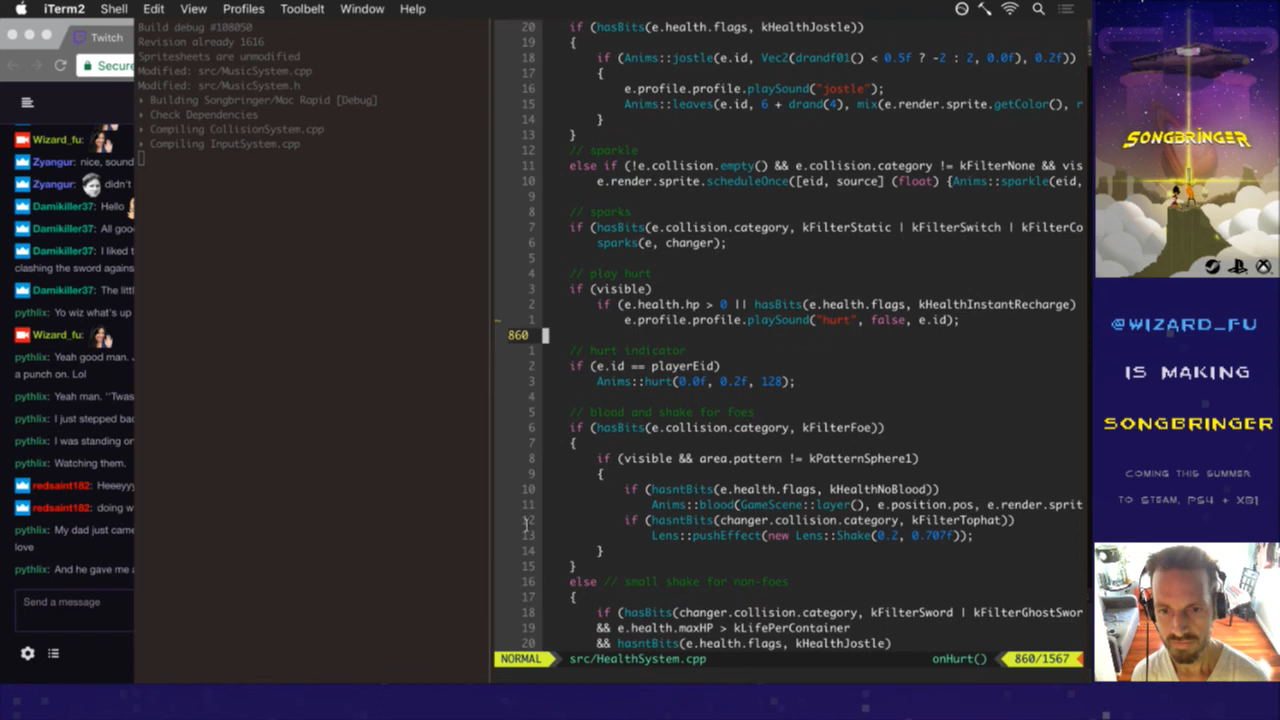 iTerm2 Shell Edit View Profiles Toolbelt Window Help
Twitch
Secure
Wizard_fu:
Zyangur: nice, sound
Zyangur: didn't
Damikiller37: Hello
Damikiller37: All goo
Damikiller37: I liked t
clashing the sword agains
Damikiller37: The littl
pythlix: Yo wiz what's up
Wizard_fu:
pythlix: Yeah good man. J
a punch on. Lol
pythlix: Yeah man. ''Twas
pythlix: I just stepped bac
pythlix: I was standing on
pythlix: Watching them.
redsaint182: Heeeyyy
redsaint182: doing w
pythlix: My dad just came
love
pythlix: And he gave me a
Send a message
Build debug #108050
Revision already 1616
Spritesheets are unmodified
Modified: src/MusicSystem.cpp
Modified: src/MusicSystem.h
▸ Building Songbringer/Mac Rapid [Debug]
▸ Check Dependencies
▸ Compiling CollisionSystem.cpp
▸ Compiling InputSystem.cpp
20 if (hasBits(e.health.flags, kHealthJostle))
19 {
18 if (Anims::jostle(e.id, Vec2(drandf01() < 0.5f ? -2 : 2, 0.0f), 0.2f))
17 {
16 e.profile.profile.playSound("jostle");
15 Anims::leaves(e.id, 6 + drand(4), mix(e.render.sprite.getColor(), r
14 }
13 }
12 // sparkle
11 else if (!e.collision.empty() && e.collision.category != kFilterNone && vis
10 e.render.sprite.scheduleOnce([eid, source] (float) {Anims::sparkle(eid,
9
8 // sparks
7 if (hasBits(e.collision.category, kFilterStatic | kFilterSwitch | kFilterCo
6 sparks(e, changer);
5
4 // play hurt
3 if (visible)
2 if (e.health.hp > 0 || hasBits(e.health.flags, kHealthInstantRecharge)
1 e.profile.profile.playSound("hurt", false, e.id);
860
1 // hurt indicator
2 if (e.id == playerEid)
3 Anims::hurt(0.0f, 0.2f, 128);
4
5 // blood and shake for foes
6 if (hasBits(e.collision.category, kFilterFoe))
7 {
8 if (visible && area.pattern != kPatternSphere1)
9 {
10 if (hasntBits(e.health.flags, kHealthNoBlood))
11 Anims::blood(GameScene::layer(), e.position.pos, e.render.sprit
12 if (hasntBits(changer.collision.category, kFilterTophat))
13 Lens::pushEffect(new Lens::Shake(0.2, 0.707f));
14 }
15 }
16 else // small shake for non-foes
17 {
18 if (hasBits(changer.collision.category, kFilterSword | kFilterGhostSwor
19 && e.health.maxHP > kLifePerContainer
20 && hasntBits(e.health.flags, kHealthJostle)
NORMAL src/HealthSystem.cpp onHurt() 860/1567
SONGBRINGER
@WIZARD_FU
IS MAKING
SONGBRINGER
COMING THIS SUMMER
TO STEAM, PS4 + XB1